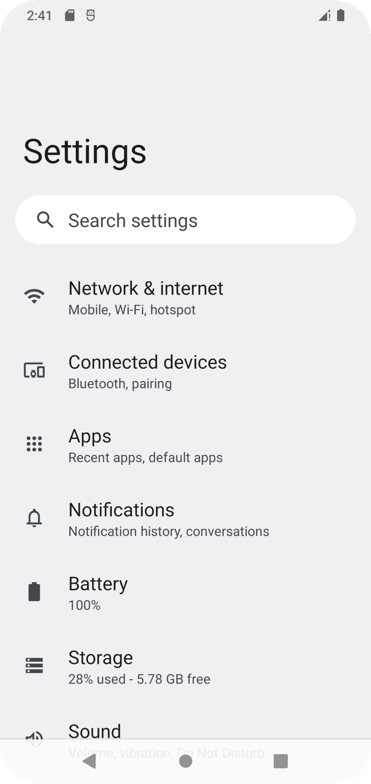 2:41
Settings
Search settings
Network & internet
Mobile, Wi-Fi, hotspot
Connected devices
Bluetooth, pairing
Apps
Recent apps, default apps
Notifications
Notification history, conversations
Battery
100%
Storage
28% used - 5.78 GB free
Sound
Volume, vibration, Do Not Disturb